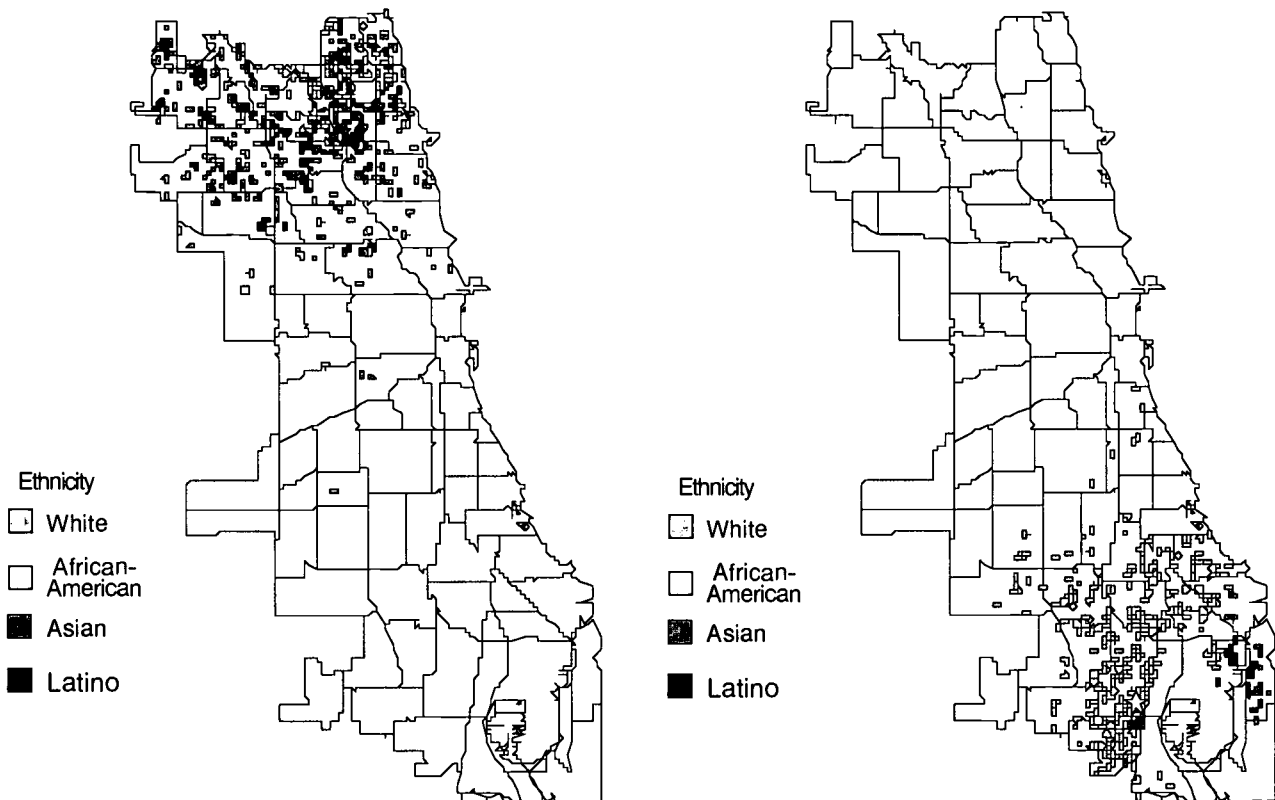 Ethnicity
White
African-
American
Asian
Latino
Ethnicity
White
African-
American
Asian
Latino